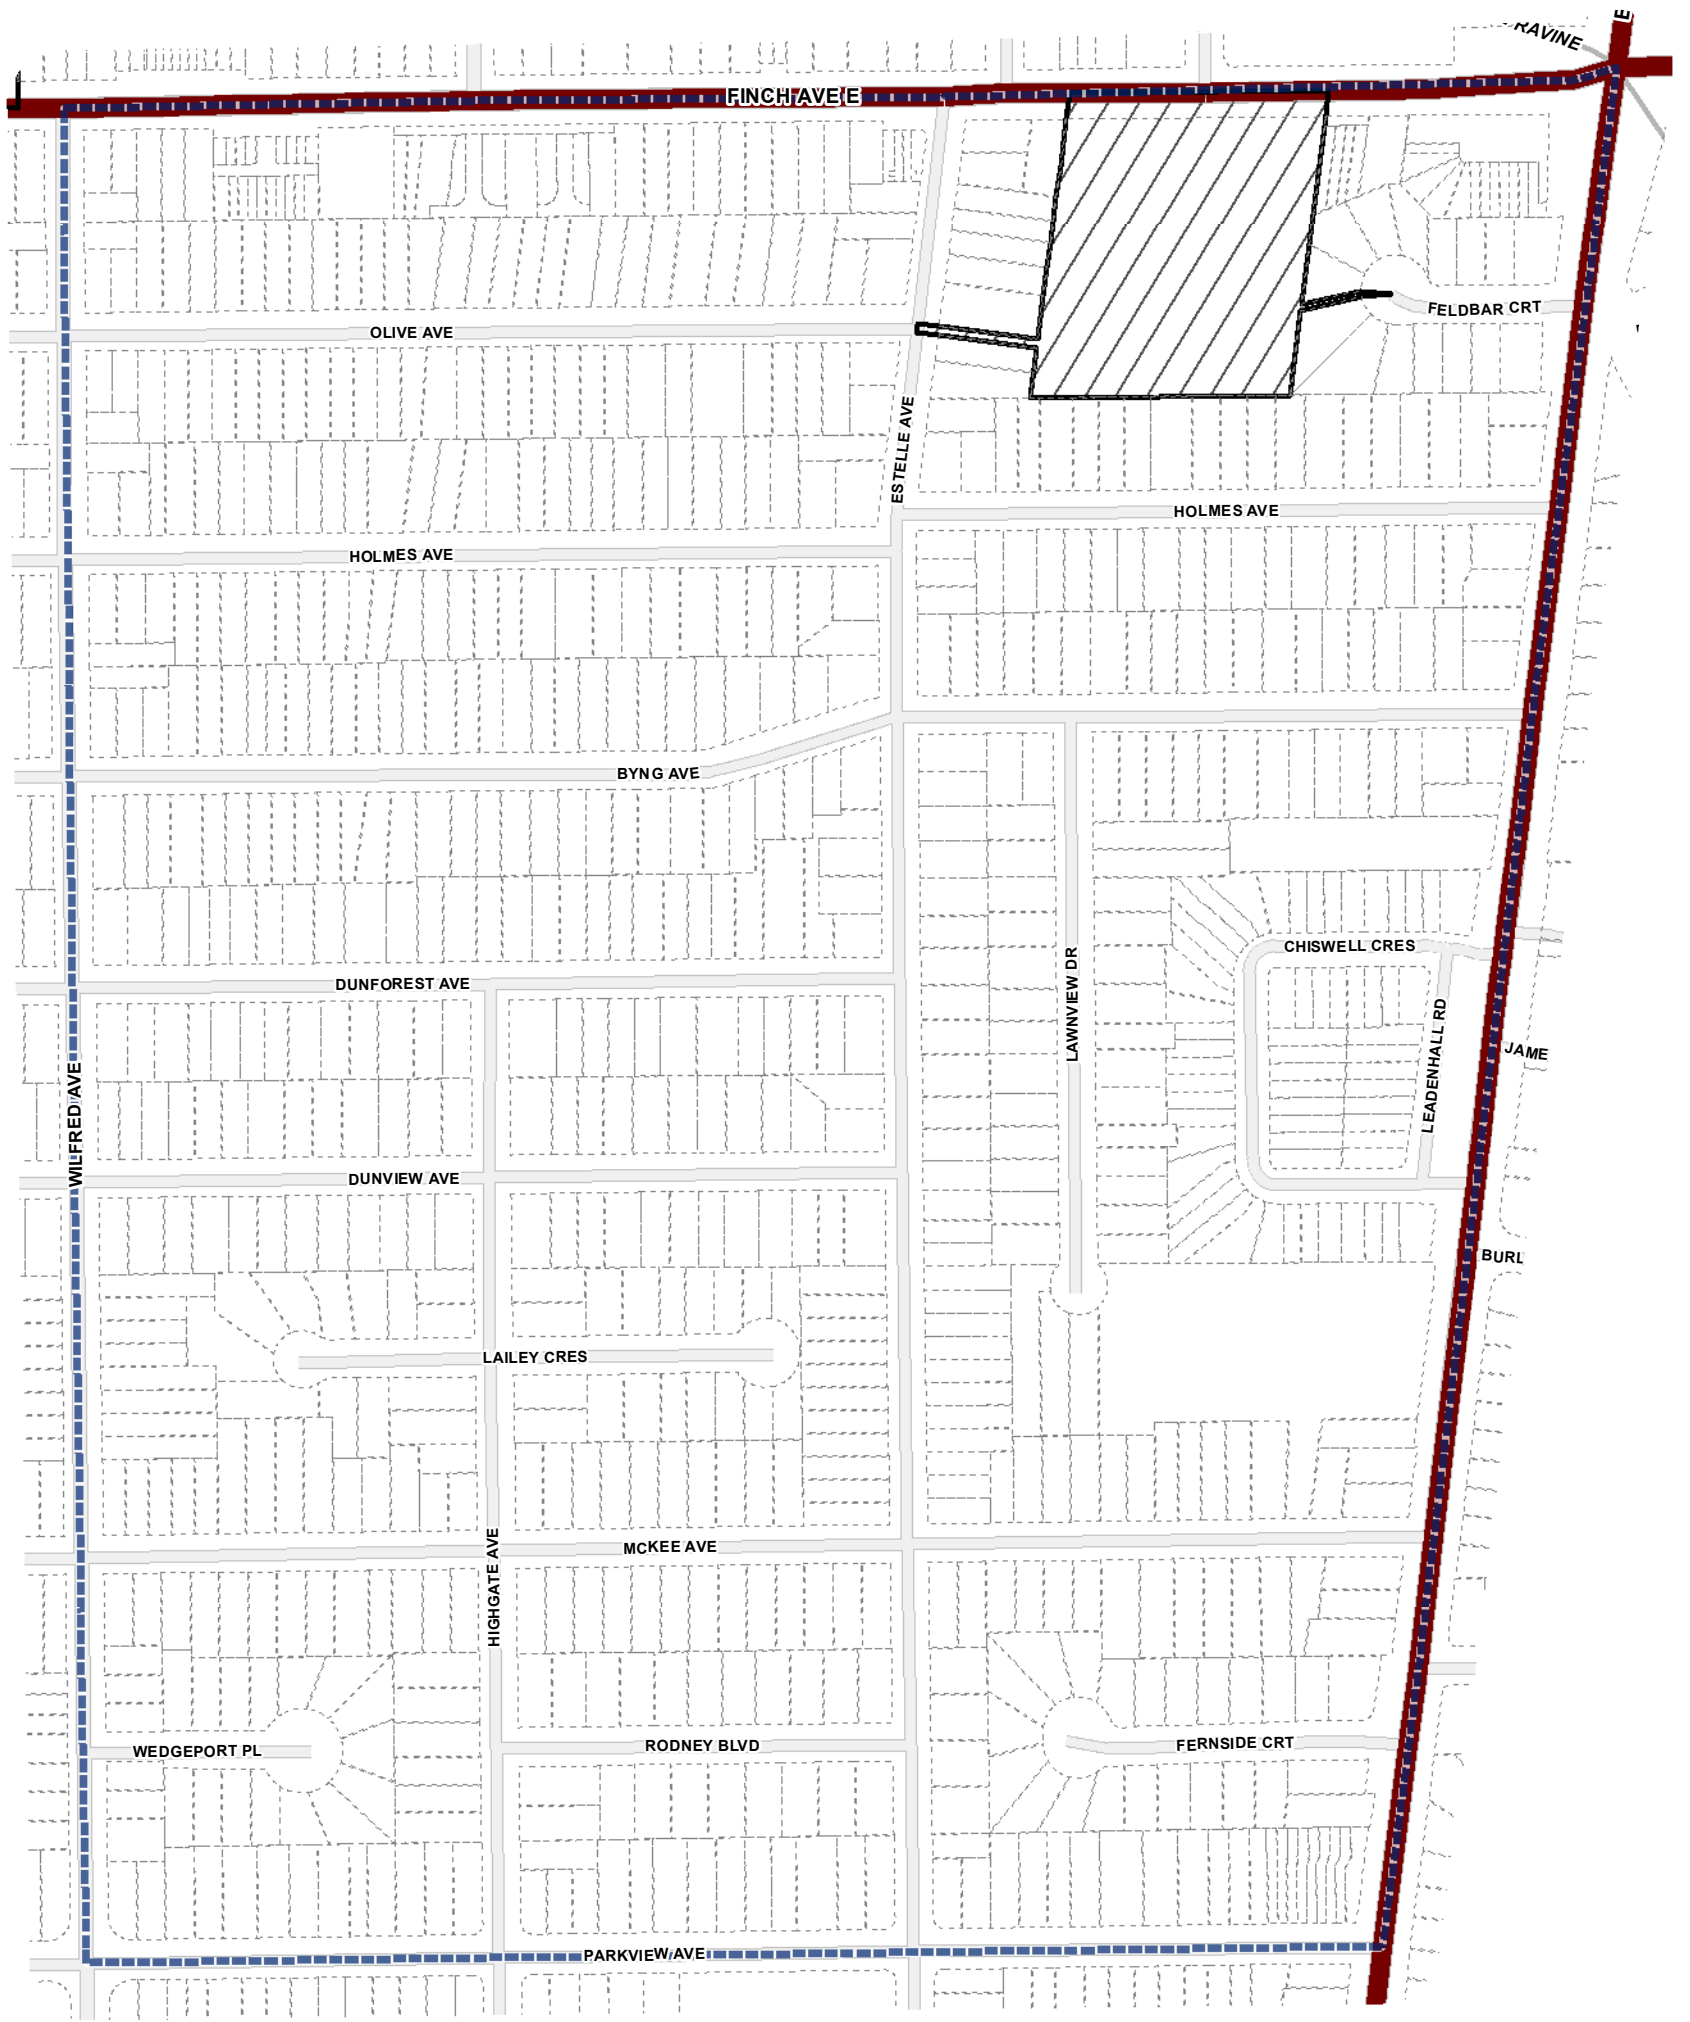 E
RAVINE
FINCH AVE E
FELDBAR CRT
OLIVE AVE
ESTELLE AVE
HOLMES AVE
HOLMES AVE
BYNG AVE
CHISWELL CRES
DUNFOREST AVE
LAWNVIEW DR
LEADENHALL RD
JAME
WILFRED AVE
DUNVIEW AVE
BURL
LAILEY CRES
MCKEE AVE
HIGHGATE AVE
FERNSIDE CRT
RODNEY BLVD
WEDGEPORT PL
PARKVIEW AVE